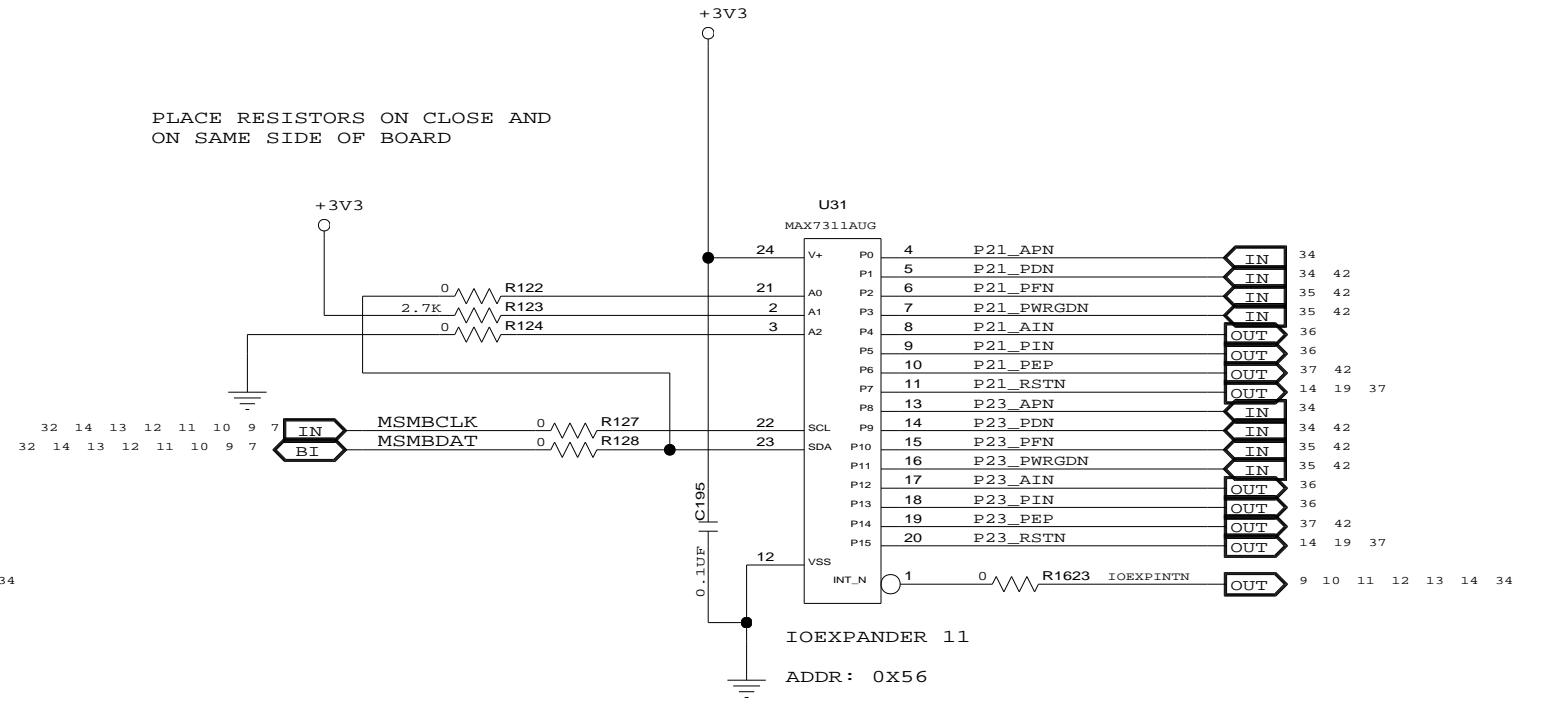 +3V3
PLACE RESISTORS ON CLOSE AND
ON SAME SIDE OF BOARD
+3V3
U31
MAX7311AUG
24 V+ P0 4 P21_APN IN 34
P1 5 P21_PDN IN 34 42
0 R122 21 A0 P2 6 P21_PFN IN 35 42
2.7K R123 2 A1 P3 7 P21_PWRGDN IN 35 42
0 R124 3 A2 P4 8 P21_AIN OUT 36
P5 9 P21_PIN OUT 36
P6 10 P21_PEP OUT 37 42
P7 11 P21_RSTN OUT 14 19 37
P8 13 P23_APN IN 34
32 14 13 12 11 10 9 7 IN MSMBCLK 0 R127 22 SCL P9 14 P23_PDN IN 34 42
32 14 13 12 11 10 9 7 BI MSMBDAT 0 R128 23 SDA P10 15 P23_PFN IN 35 42
P11 16 P23_PWRGDN IN 35 42
P12 17 P23_AIN OUT 36
C195 P13 18 P23_PIN OUT 36
P14 19 P23_PEP OUT 37 42
P15 20 P23_RSTN OUT 14 19 37
0.1UF 12 VSS
34 INT_N 1 0 R1623 IOEXPINTN OUT 9 10 11 12 13 14 34
IOEXPANDER 11
ADDR: 0X56